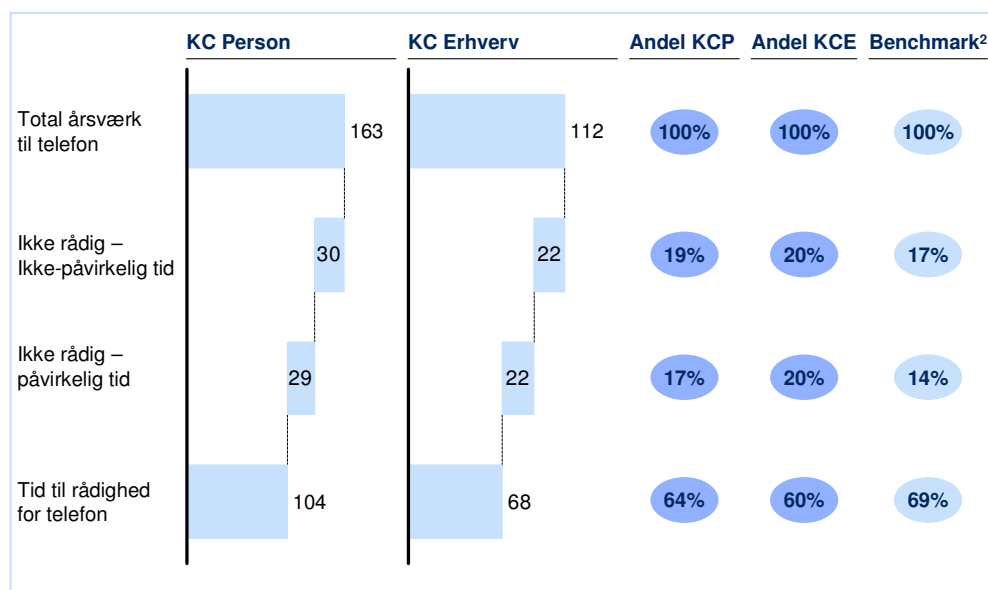 KC Person KC Erhverv Andel KCP Andel KCE Benchmark²
Total årsværk
til telefon
163 112 100% 100% 100%
Ikke rådig –
Ikke-påvirkelig tid
30 22 19% 20% 17%
Ikke rådig –
påvirkelig tid
29 22 17% 20% 14%
Tid til rådighed
for telefon
104 68 64% 60% 69%